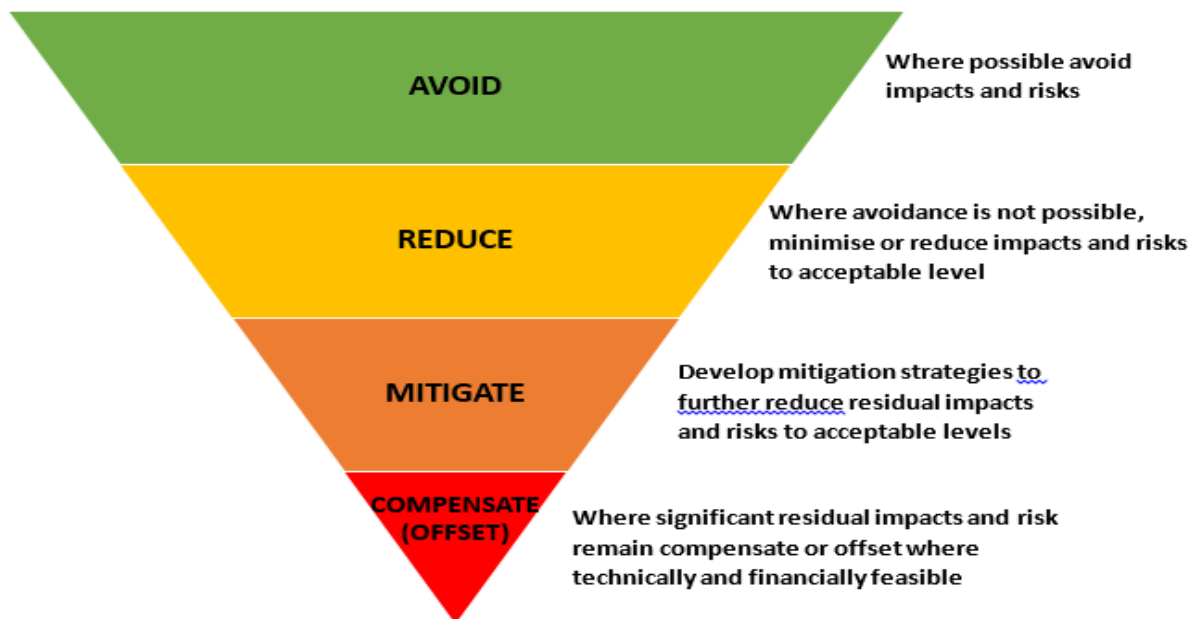 AVOID
Where possible avoid
impacts and risks
REDUCE
Where avoidance is not possible,
minimise or reduce impacts and risks
to acceptable level
MITIGATE
Develop mitigation strategies to
further reduce residual impacts
and risks to acceptable levels
COMPENSATE
(OFFSET)
Where significant residual impacts and risk
remain compensate or offset where
technically and financially feasible